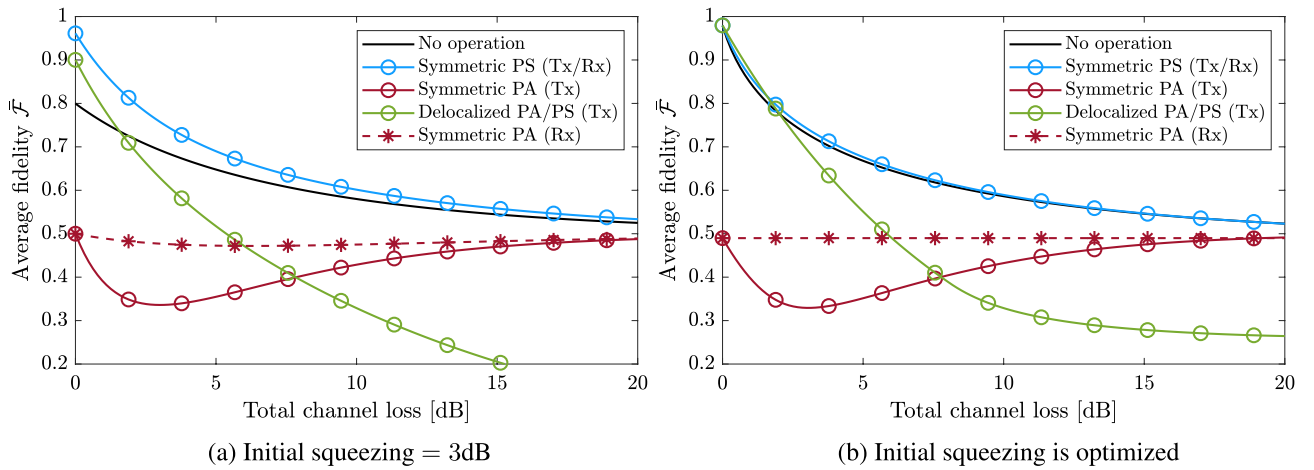 1
0.9
0.8
0.7
0.6
0.5
0.4
0.3
0.2
0 5 10 15 20
Average fidelity F̄
Total channel loss [dB]
No operation
Symmetric PS (Tx/Rx)
Symmetric PA (Tx)
Delocalized PA/PS (Tx)
Symmetric PA (Rx)
(a) Initial squeezing = 3dB
1
0.9
0.8
0.7
0.6
0.5
0.4
0.3
0.2
0 5 10 15 20
Average fidelity F̄
Total channel loss [dB]
No operation
Symmetric PS (Tx/Rx)
Symmetric PA (Tx)
Delocalized PA/PS (Tx)
Symmetric PA (Rx)
(b) Initial squeezing is optimized